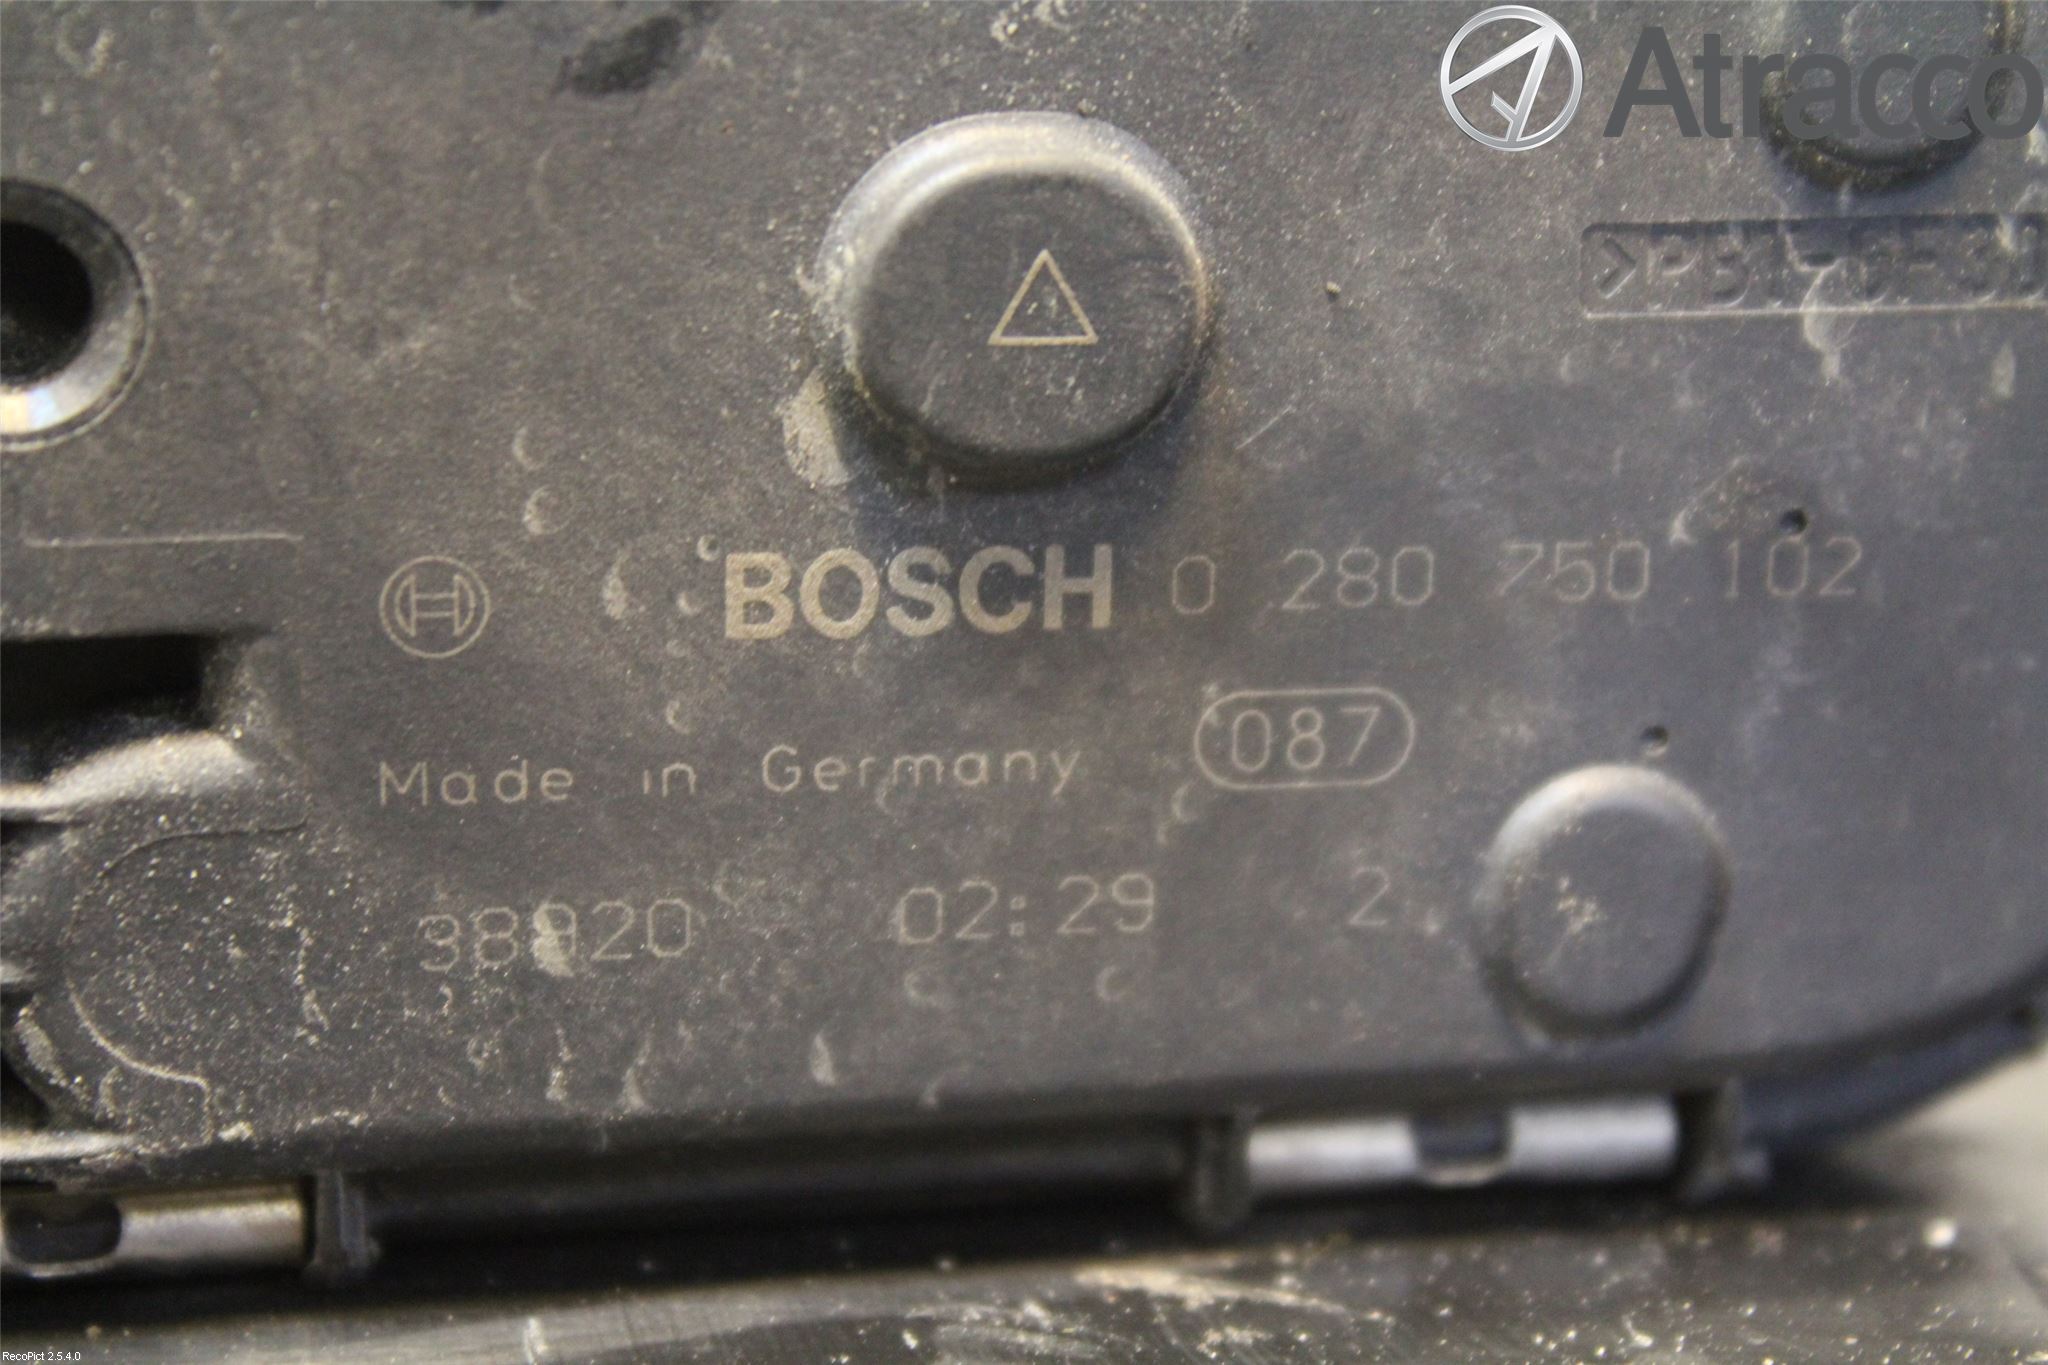 Atracco
BOSCH 0 280 750 102
Made in Germany 087
02:29 2
RecoPict 2.5.4.0